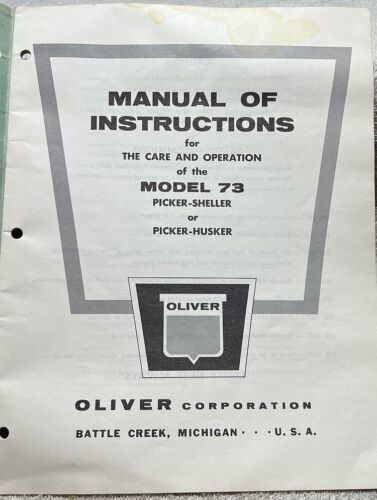 MANUAL OF
INSTRUCTIONS
for
THE CARE AND OPERATION
of the
MODEL 73
PICKER-SHELLER
or
PICKER-HUSKER
OLIVER
OLIVER CORPORATION
BATTLE CREEK, MICHIGAN · · · U. S. A.